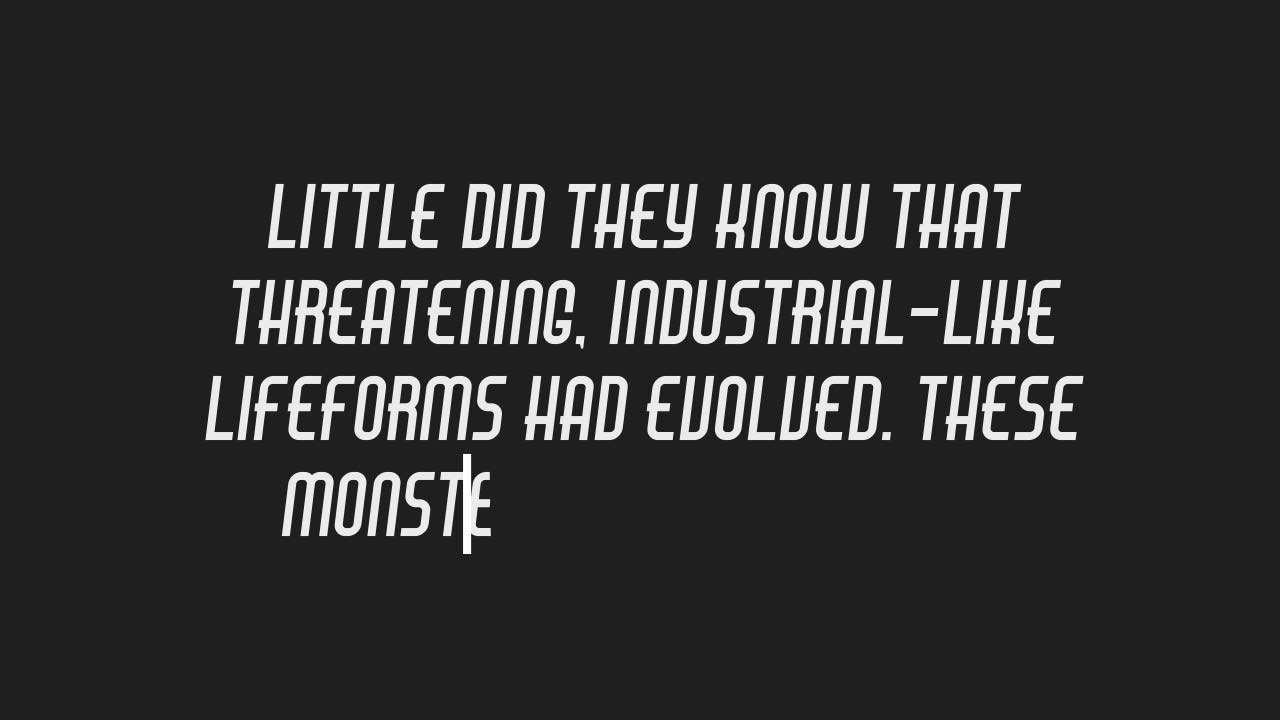 LITTLE DID THEY KNOW THAT
THREATENING, INDUSTRIAL-LIKE
LIFEFORMS HAD EVOLVED. THESE
MONSTE